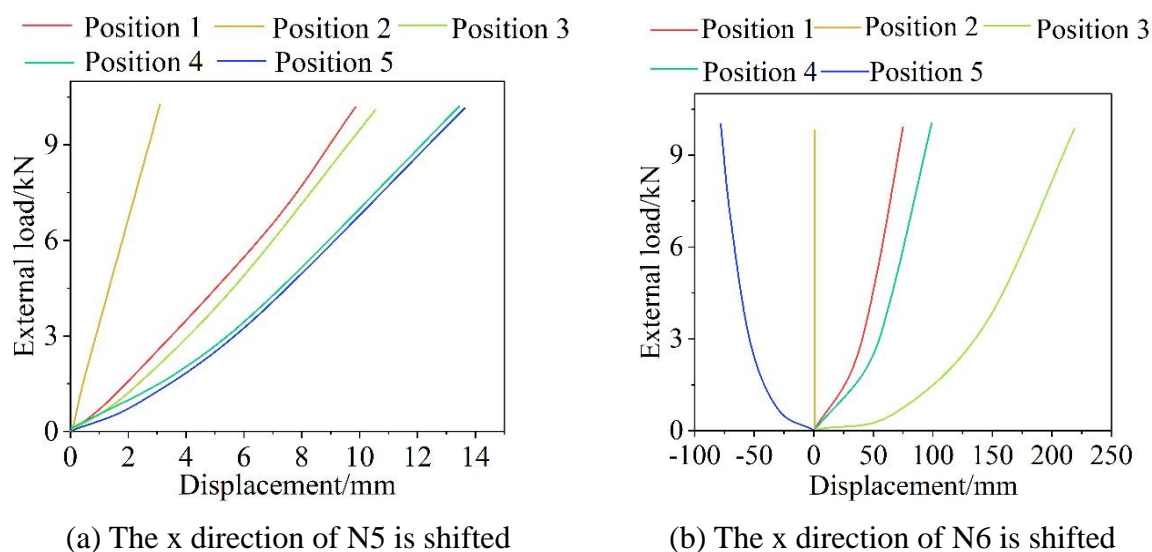 Position 1 Position 2 Position 3
Position 4 Position 5
External load/kN
9
6
3
0
0 2 4 6 8 10 12 14
Displacement/mm
(a) The x direction of N5 is shifted
Position 1 Position 2 Position 3
Position 4 Position 5
External load/kN
9
6
3
0
-100 -50 0 50 100 150 200 250
Displacement/mm
(b) The x direction of N6 is shifted